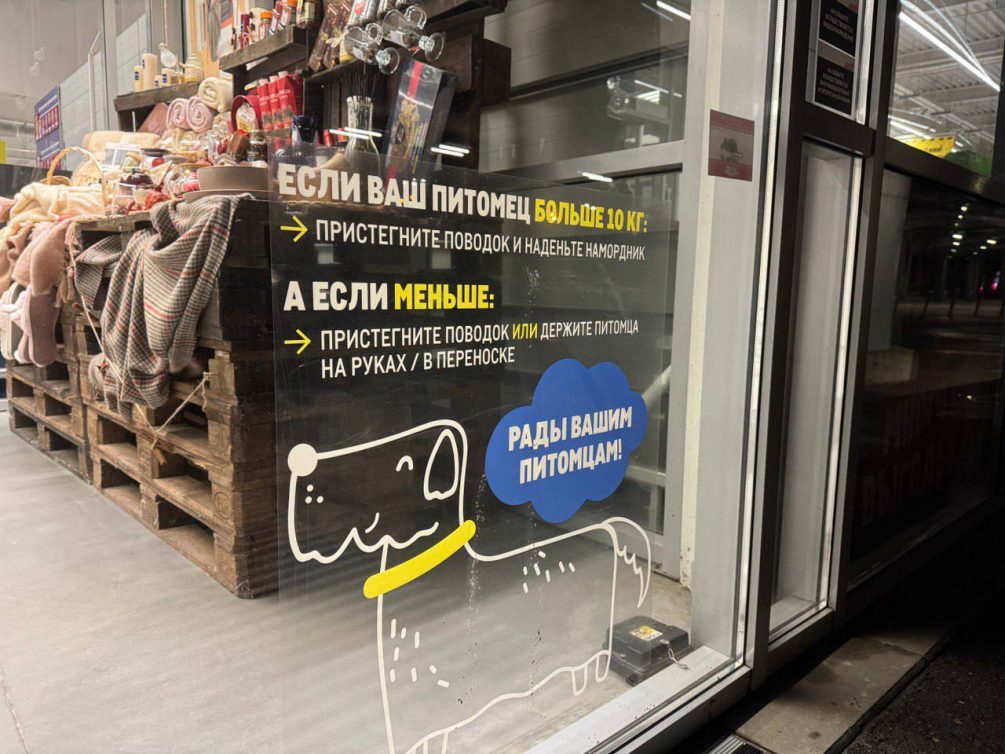 ЕСЛИ ВАШ ПИТОМЕЦ БОЛЬШЕ 10 КГ:
→ ПРИСТЕГНИТЕ ПОВОДОК И НАДЕНЬТЕ НАМОРДНИК
А ЕСЛИ МЕНЬШЕ:
→ ПРИСТЕГНИТЕ ПОВОДОК ИЛИ ДЕРЖИТЕ ПИТОМЦА
НА РУКАХ / В ПЕРЕНОСКЕ
РАДЫ ВАШИМ
ПИТОМЦАМ!